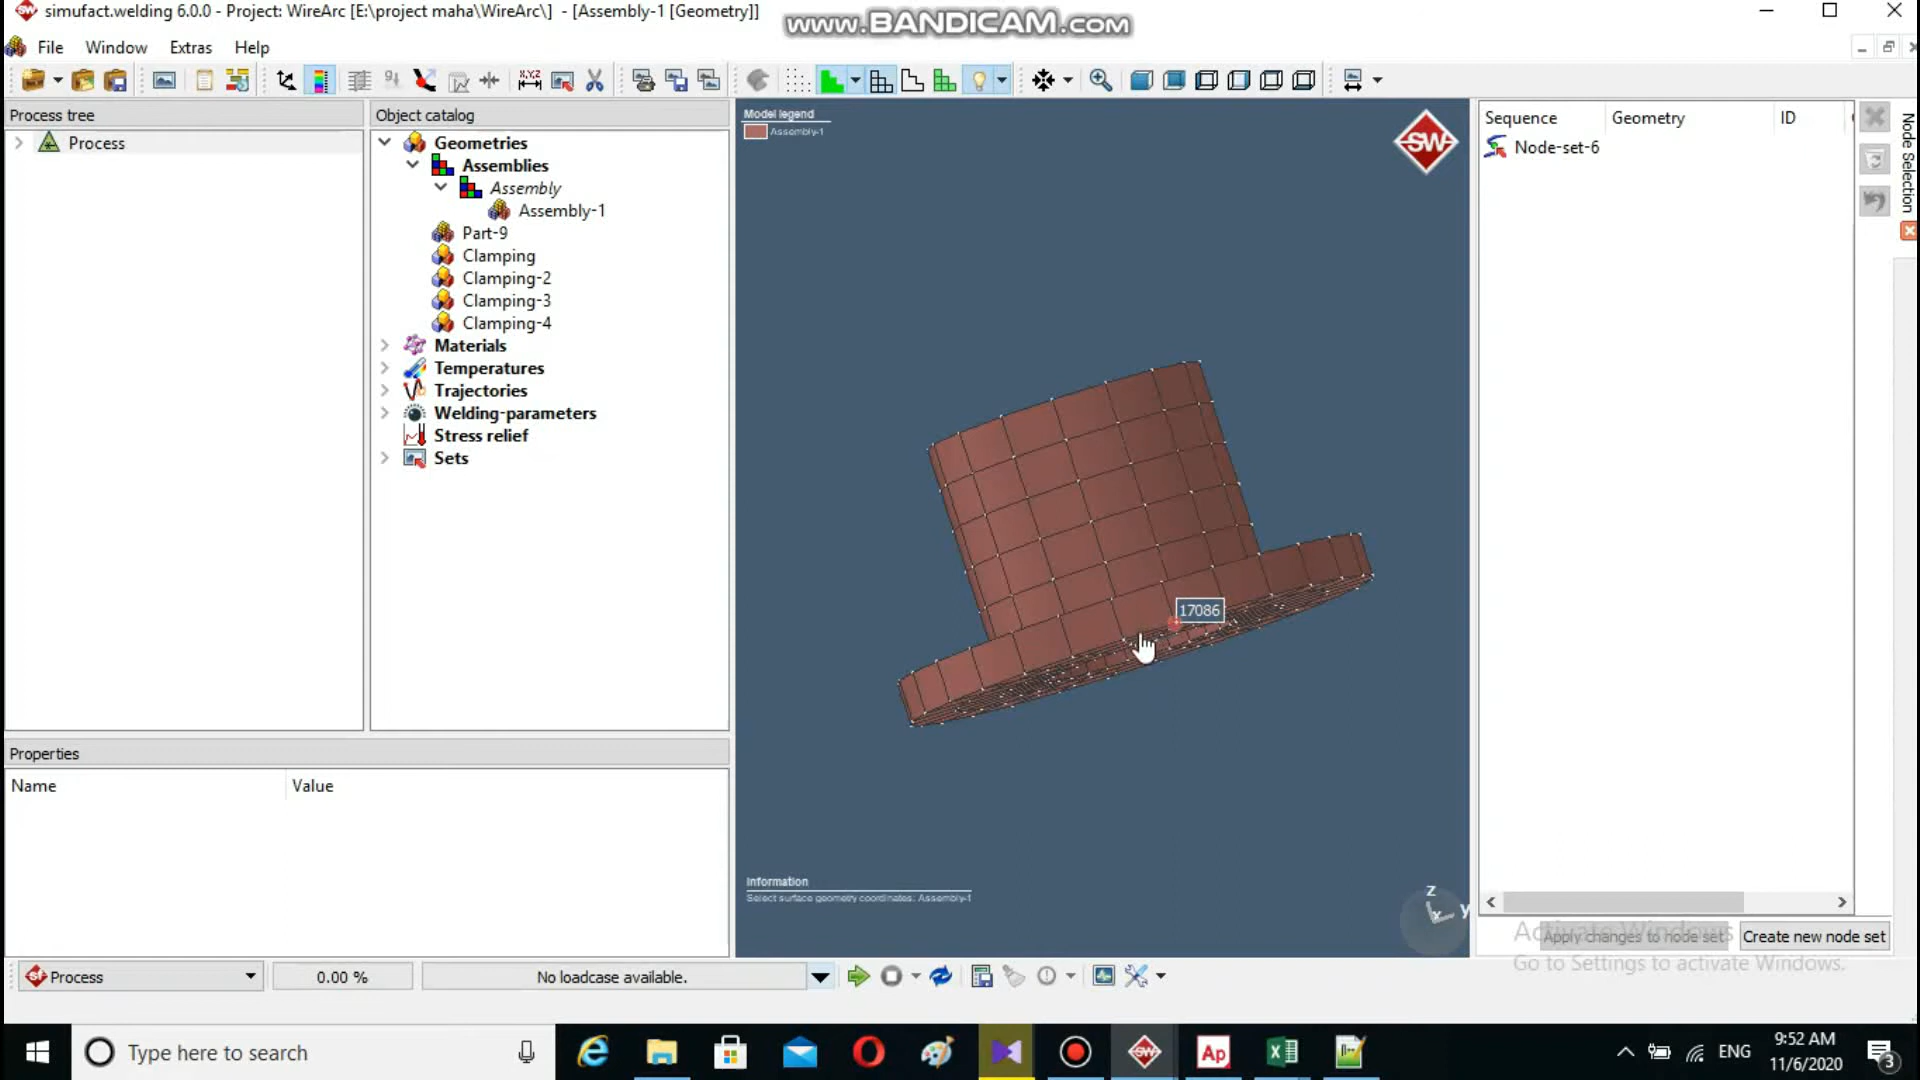 simufact.welding 6.0.0 - Project: WireArc [E:\project maha\WireArc\] - [Assembly-1 [Geometry]]
www.BANDICAM.com
File Window Extras Help
Process tree
Process
Object catalog
Geometries
Assemblies
Assembly
Assembly-1
Part-9
Clamping
Clamping-2
Clamping-3
Clamping-4
Materials
Temperatures
Trajectories
Welding-parameters
Stress relief
Sets
Properties
Name Value
Model legend
Assembly-1
SW
17086
Information
Select surface geometry coordinates: Assembly-1
z
x
y
Sequence Geometry ID
Node-set-6
Node Selection
Apply changes to node set Create new node set
Activate Windows
Go to Settings to activate Windows.
Process 0.00 % No loadcase available.
Type here to search
Ap
ENG
9:52 AM
11/6/2020
3